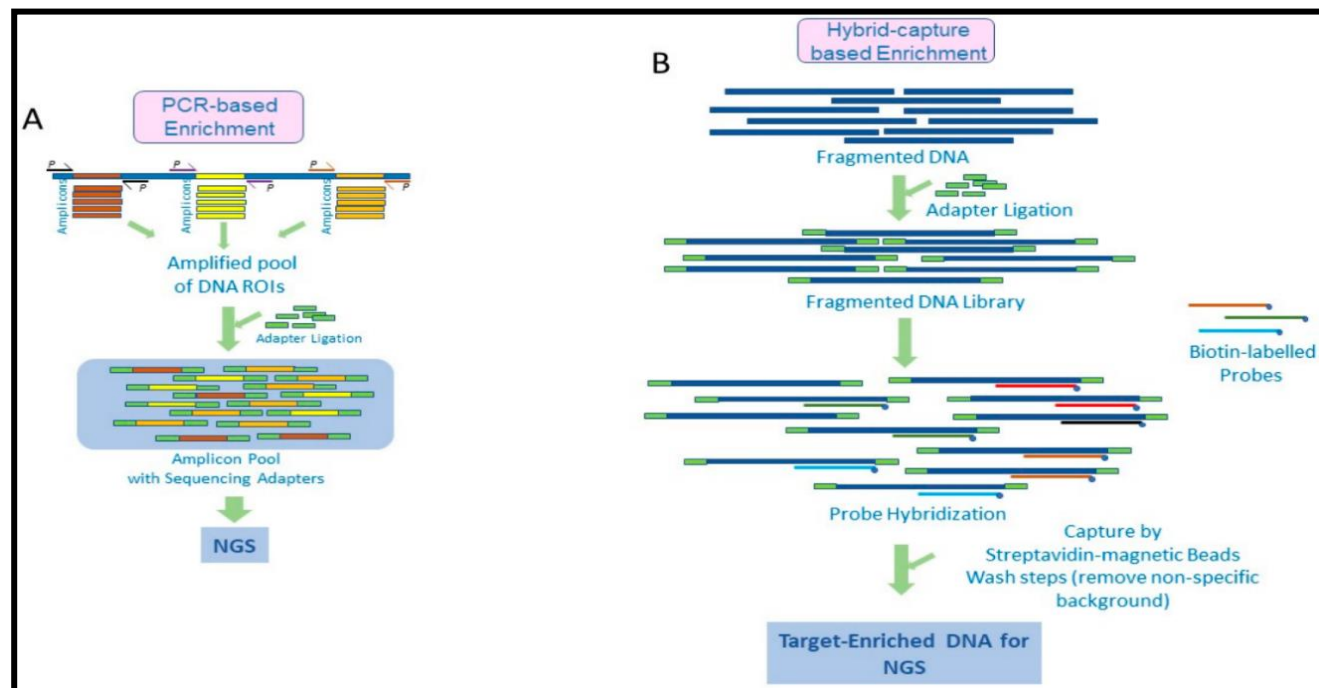 A
PCR-based
Enrichment
P
P
P
P
P
P
Amplicons
Amplicons
Amplicons
Amplified pool
of DNA ROIs
Adapter Ligation
Amplicon Pool
with Sequencing Adapters
NGS
B
Hybrid-capture
based Enrichment
Fragmented DNA
Adapter Ligation
Fragmented DNA Library
Biotin-labelled
Probes
Probe Hybridization
Capture by
Streptavidin-magnetic Beads
Wash steps (remove non-specific
background)
Target-Enriched DNA for
NGS